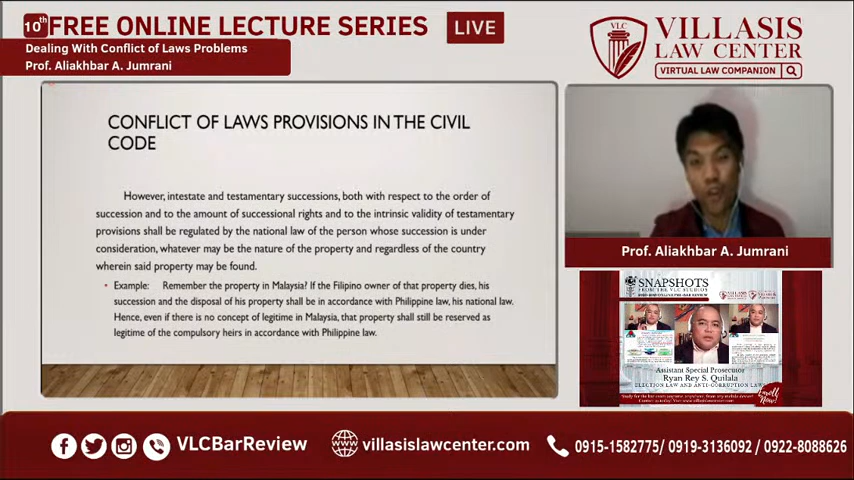 10th FREE ONLINE LECTURE SERIES
LIVE
Dealing With Conflict of Laws Problems
Prof. Aliakhbar A. Jumrani
VLC
VILLASIS
LAW CENTER
VIRTUAL LAW COMPANION
CONFLICT OF LAWS PROVISIONS IN THE CIVIL
CODE
However, intestate and testamentary successions, both with respect to the order of
succession and to the amount of successional rights and to the intrinsic validity of testamentary
provisions shall be regulated by the national law of the person whose succession is under
consideration, whatever may be the nature of the property and regardless of the country
wherein said property may be found.
• Example: Remember the property in Malaysia? If the Filipino owner of that property dies, his
succession and the disposal of his property shall be in accordance with Philippine law, his national law.
Hence, even if there is no concept of legitime in Malaysia, that property shall still be reserved as
legitime of the compulsory heirs in accordance with Philippine law.
Prof. Aliakhbar A. Jumrani
SNAPSHOTS
VILLASIS
Assistant Special Prosecutor
Ryan Rey S. Quilala
ELECTION LAW AND ANTI-CORRUPTION LAWS
Enroll
Now!
VLCBarReview
villasislawcenter.com
0915-1582775/ 0919-3136092 / 0922-8088626